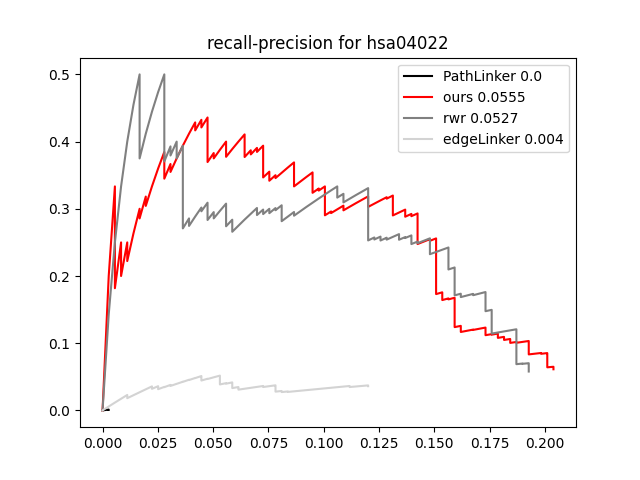 recall-precision for hsa04022
PathLinker 0.0
ours 0.0555
rwr 0.0527
edgeLinker 0.004
0.5
0.4
0.3
0.2
0.1
0.0
0.000 0.025 0.050 0.075 0.100 0.125 0.150 0.175 0.200